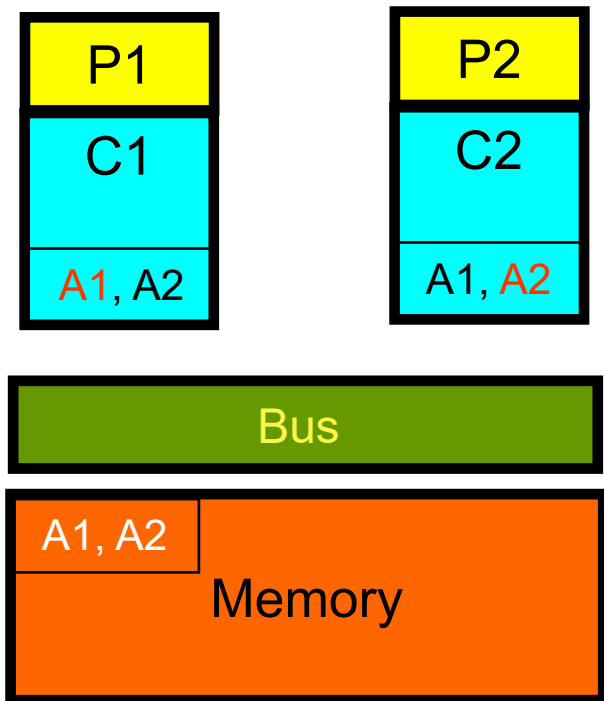 P1
P2
C1
C2
A1, A2
A1, A2
Bus
A1, A2
Memory